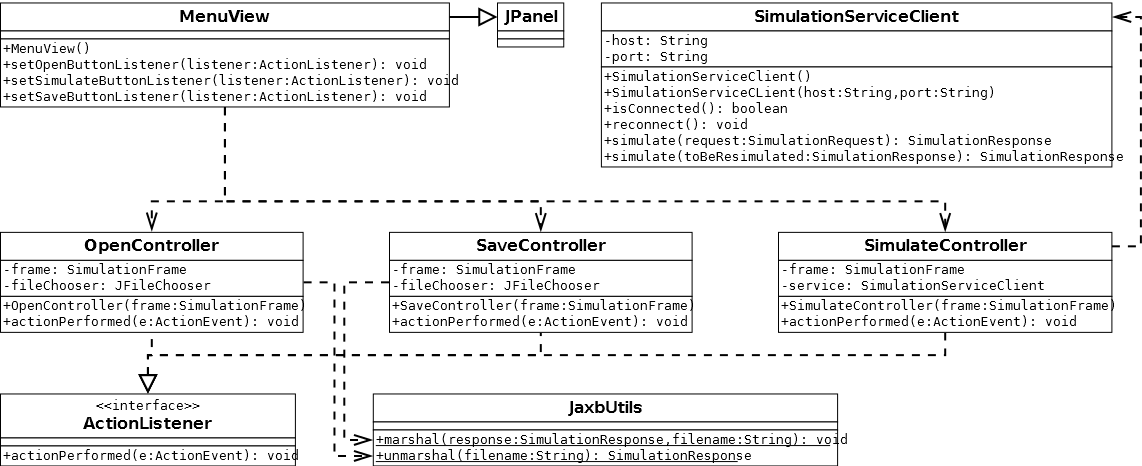 MenuView
+MenuView()
+setOpenButtonListener(listener:ActionListener): void
+setSimulateButtonListener(listener:ActionListener): void
+setSaveButtonListener(listener:ActionListener): void
JPanel
SimulationServiceClient
-host: String
-port: String
+SimulationServiceClient()
+SimulationServiceCLient(host:String,port:String)
+isConnected(): boolean
+reconnect(): void
+simulate(request:SimulationRequest): SimulationResponse
+simulate(toBeResimulated:SimulationResponse): SimulationResponse
OpenController
-frame: SimulationFrame
-fileChooser: JFileChooser
+OpenController(frame:SimulationFrame)
+actionPerformed(e:ActionEvent): void
SaveController
-frame: SimulationFrame
-fileChooser: JFileChooser
+SaveController(frame:SimulationFrame)
+actionPerformed(e:ActionEvent): void
SimulateController
-frame: SimulationFrame
-service: SimulationServiceClient
+SimulateController(frame:SimulationFrame)
+actionPerformed(e:ActionEvent): void
<<interface>>
ActionListener
+actionPerformed(e:ActionEvent): void
JaxbUtils
+marshal(response:SimulationResponse,filename:String): void
+unmarshal(filename:String): SimulationResponse